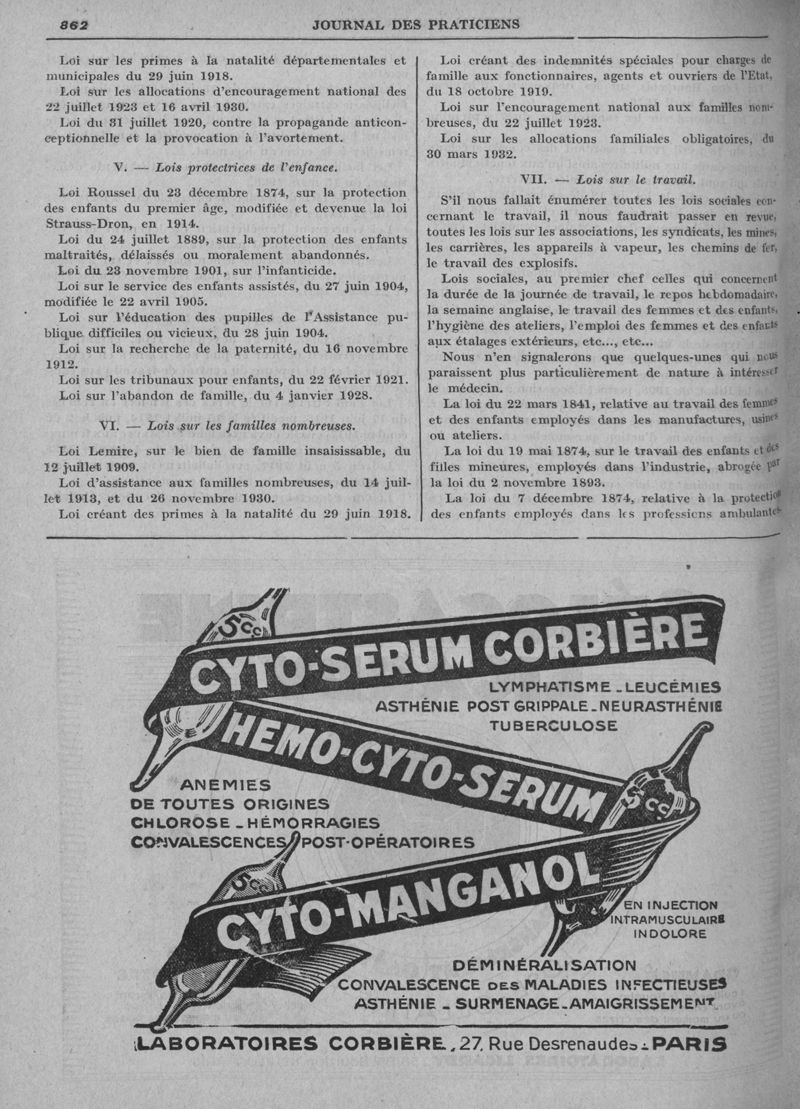 862
JOURNAL DES PRATICIENS
Loi sur les primes à la natalité départementales et
municipales du 29 juin 1918.
Loi sur les allocations d'encouragement national des
22 juillet 1923 et 16 avril 1930.
Loi du 31 juillet 1920, contre la propagande anticon-
ceptionnelle et la provocation à l'avortement.
V. — Lois protectrices de l'enfance.
Loi Roussel du 23 décembre 1874, sur la protection
des enfants du premier âge, modifiée et devenue la loi
Strauss-Dron, en 1914.
Loi du 24 juillet 1889, sur la protection des enfants
maltraités, délaissés ou moralement abandonnés.
Loi du 23 novembre 1901, sur l'infanticide.
Loi sur le service des enfants assistés, du 27 juin 1904,
modifiée le 22 avril 1905.
Loi sur l'éducation des pupilles de l'Assistance pu-
blique difficiles ou vicieux, du 28 juin 1904.
Loi sur la recherche de la paternité, du 16 novembre
1912.
Loi sur les tribunaux pour enfants, du 22 février 1921.
Loi sur l'abandon de famille, du 4 janvier 1928.
VI. — Lois sur les familles nombreuses.
Loi Lemire, sur le bien de famille insaisissable, du
12 juillet 1909.
Loi d'assistance aux familles nombreuses, du 14 juil-
let 1913, et du 26 novembre 1930.
Loi créant des primes à la natalité du 29 juin 1918.
Loi créant des indemnités spéciales pour charges de
famille aux fonctionnaires, agents et ouvriers de l'Etat,
du 18 octobre 1919.
Loi sur l'encouragement national aux familles nom-
breuses, du 22 juillet 1923.
Loi sur les allocations familiales obligatoires, du
30 mars 1932.
VII. — Lois sur le travail.
S'il nous fallait énumérer toutes les lois sociales con-
cernant le travail, il nous faudrait passer en revue,
toutes les lois sur les associations, les syndicats, les mines,
les carrières, les appareils à vapeur, les chemins de fer,
le travail des explosifs.
Lois sociales, au premier chef celles qui concernent
la durée de la journée de travail, le repos hebdomadaire,
la semaine anglaise, le travail des femmes et des enfants,
l'hygiène des ateliers, l'emploi des femmes et des enfants
aux étalages extérieurs, etc..., etc...
Nous n'en signalerons que quelques-unes qui nous
paraissent plus particulièrement de nature à intéresser
le médecin.
La loi du 22 mars 1841, relative au travail des femmes
et des enfants employés dans les manufactures, usines
ou ateliers.
La loi du 19 mai 1874, sur le travail des enfants et des
filles mineures, employés dans l'industrie, abrogée par
la loi du 2 novembre 1893.
La loi du 7 décembre 1874, relative à la protection
des enfants employés dans les professions ambulantes
5cc
CYTO-SERUM CORBIÈRE
LYMPHATISME - LEUCÉMIES
ASTHÉNIE POST GRIPPALE - NEURASTHÉNIE
TUBERCULOSE
HEMO-CYTO-SERUM
5cc
ANEMIES
DE TOUTES ORIGINES
CHLOROSE - HÉMORRAGIES
CONVALESCENCES POST-OPÉRATOIRES
5cc
CYTO-MANGANOL
EN INJECTION
INTRAMUSCULAIRE
INDOLORE
DÉMINÉRALISATION
CONVALESCENCE DES MALADIES INFECTIEUSES
ASTHÉNIE - SURMENAGE - AMAIGRISSEMENT
LABORATOIRES CORBIÈRE, 27, Rue Desrenaudes - PARIS